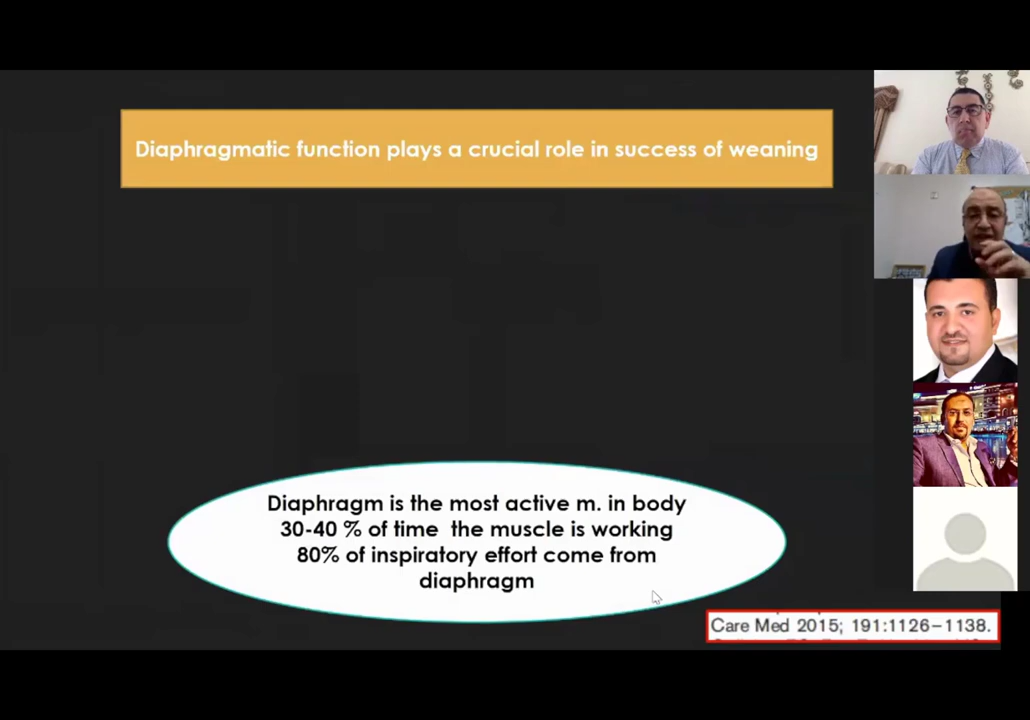 Diaphragmatic function plays a crucial role in success of weaning
Diaphragm is the most active m. in body
30-40 % of time the muscle is working
80% of inspiratory effort come from
diaphragm
Care Med 2015; 191:1126–1138.